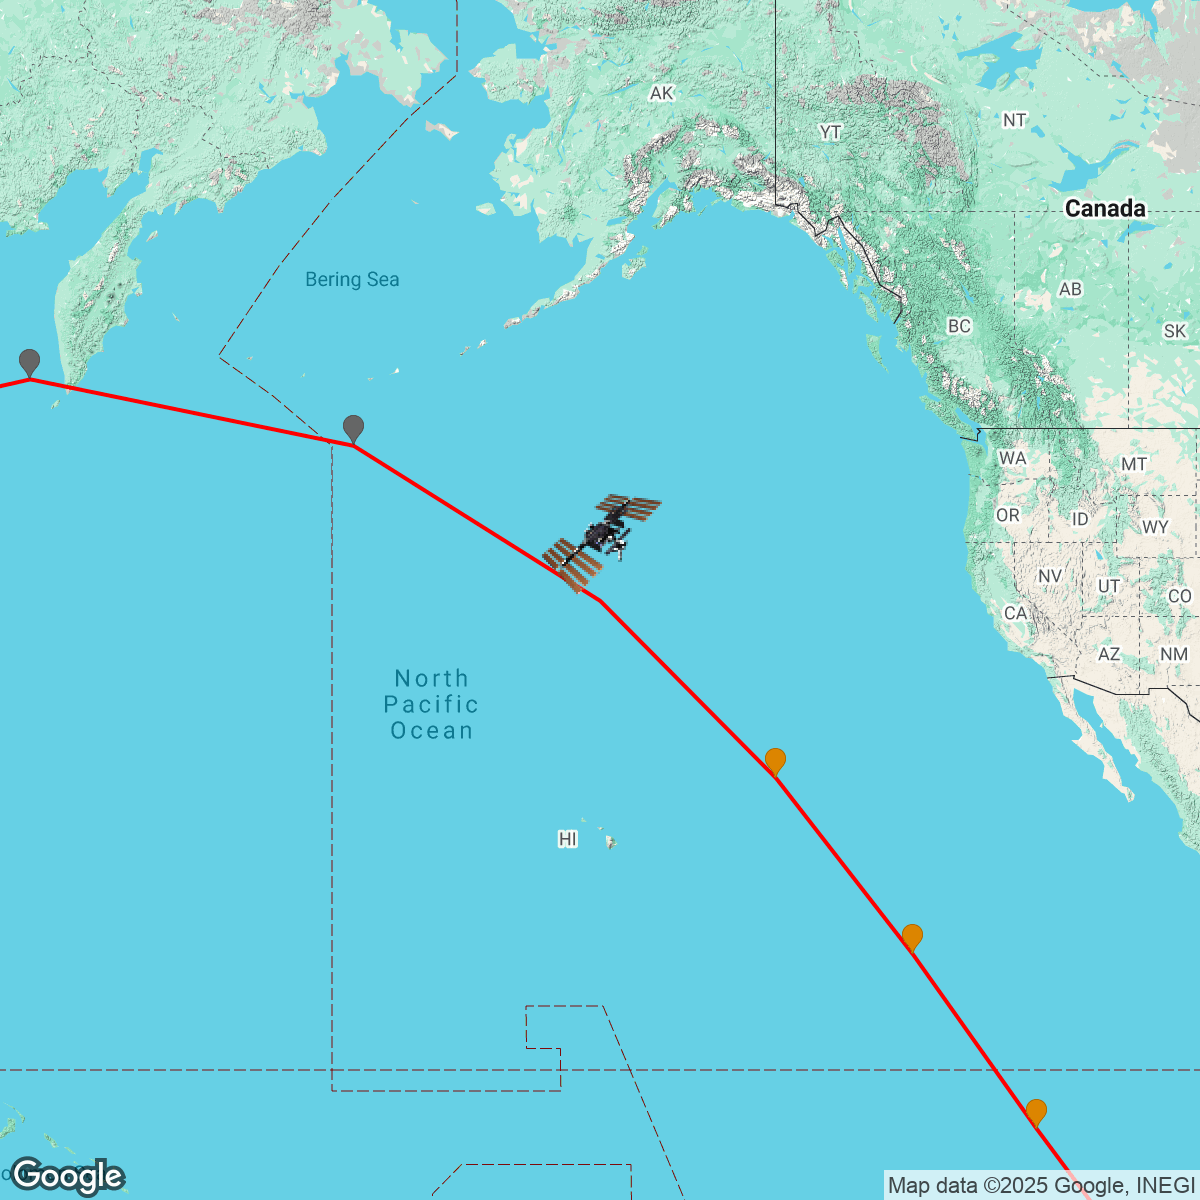 AK
YT
NT
Canada
Bering Sea
AB
BC
SK
WA
MT
OR
ID
WY
NV
UT
CO
CA
AZ
NM
North
Pacific
Ocean
HI
Google
Map data ©2025 Google, INEGI